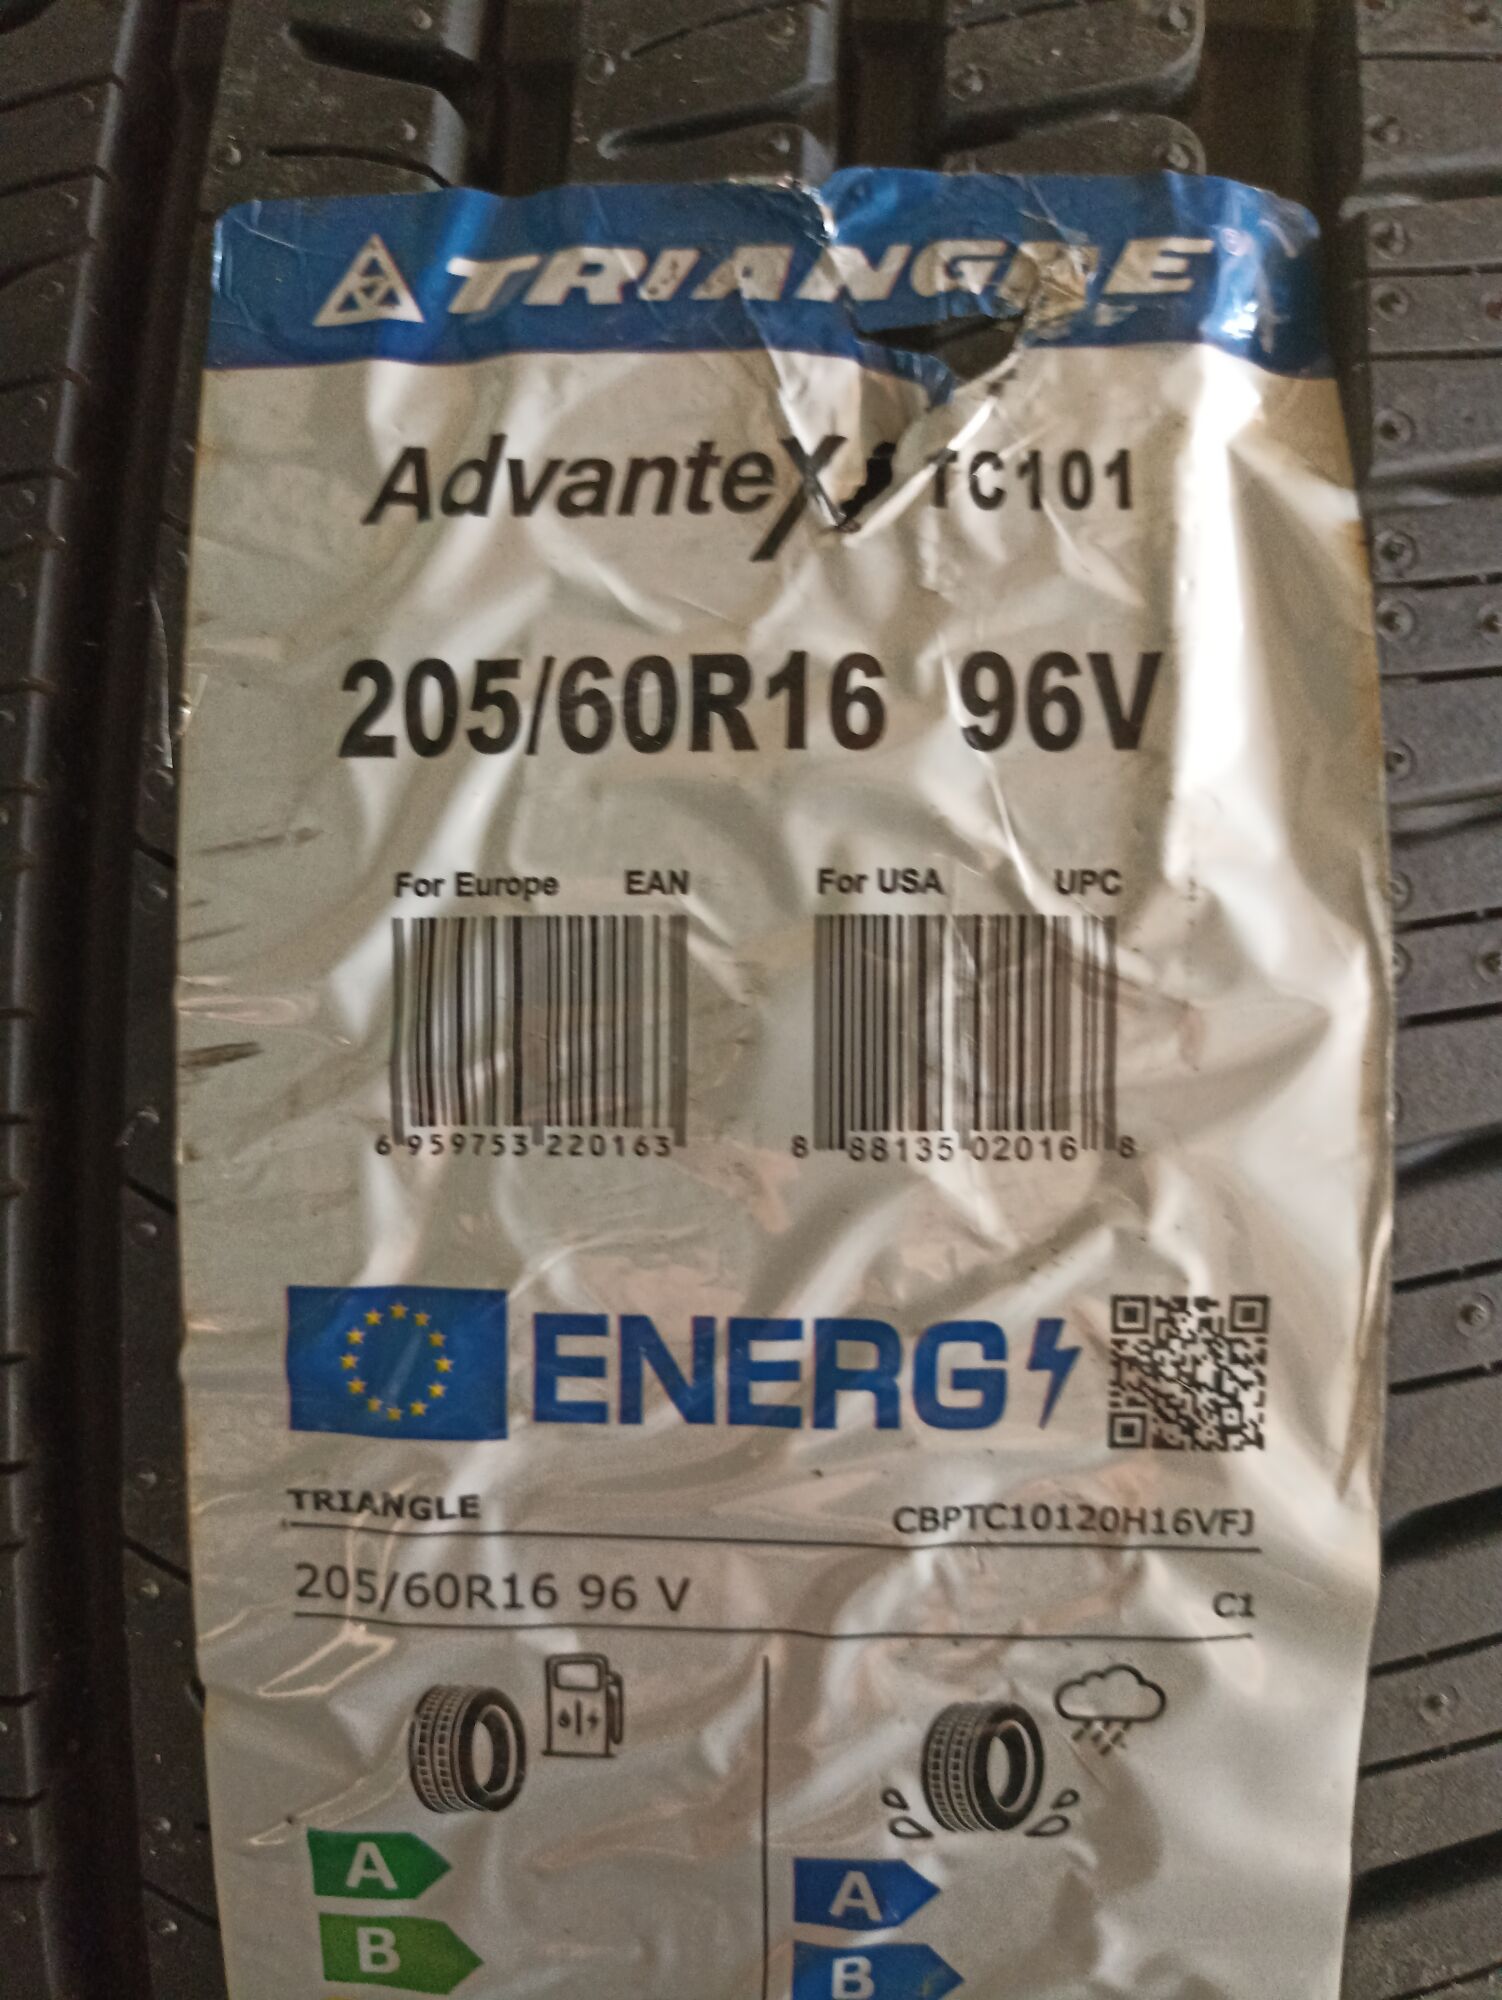 TRIANGLE
AdvanteX TC101
205/60R16 96V
For Europe EAN For USA UPC
6 959753 220163 8 88135 02016 8
ENERG
TRIANGLE CBPTC10120H16VFJ
205/60R16 96 V C1
A A
B B